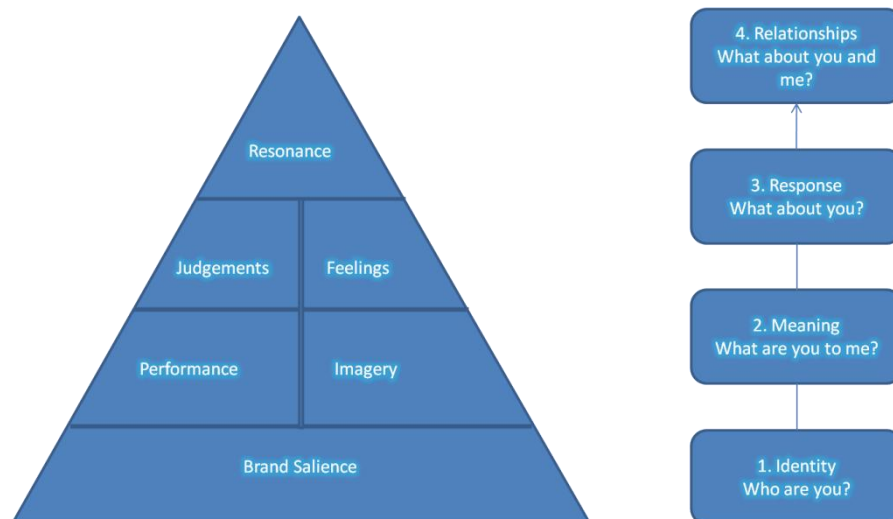 Resonance
Judgements
Feelings
Performance
Imagery
Brand Salience
4. Relationships
What about you and
me?
3. Response
What about you?
2. Meaning
What are you to me?
1. Identity
Who are you?